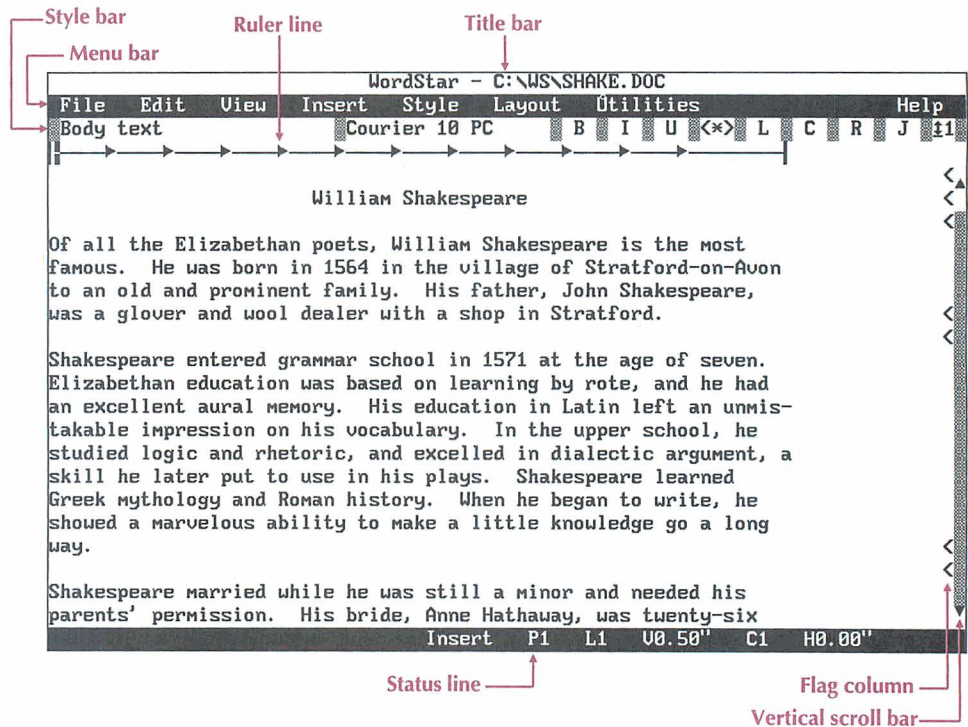 Style bar
Ruler line
Title bar
Menu bar
WordStar - C:\WS\SHAKE.DOC
File Edit View Insert Style Layout Utilities Help
Body text Courier 10 PC B I U <*> L C R J ↕1
<
William Shakespeare <
<
Of all the Elizabethan poets, William Shakespeare is the most
famous. He was born in 1564 in the village of Stratford-on-Avon
to an old and prominent family. His father, John Shakespeare,
was a glover and wool dealer with a shop in Stratford. <
<
Shakespeare entered grammar school in 1571 at the age of seven.
Elizabethan education was based on learning by rote, and he had
an excellent aural memory. His education in Latin left an unmis-
takable impression on his vocabulary. In the upper school, he
studied logic and rhetoric, and excelled in dialectic argument, a
skill he later put to use in his plays. Shakespeare learned
Greek mythology and Roman history. When he began to write, he
showed a marvelous ability to make a little knowledge go a long
way. <
<
Shakespeare married while he was still a minor and needed his
parents' permission. His bride, Anne Hathaway, was twenty-six
Insert P1 L1 V0.50" C1 H0.00"
Status line
Flag column
Vertical scroll bar